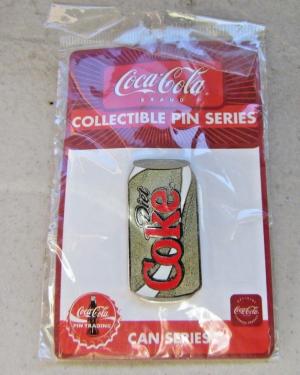 Coca-Cola
BRAND
COLLECTIBLE PIN SERIES
Diet
Coke
Coca-Cola
PIN TRADING
Coca-Cola
CAN SERIES